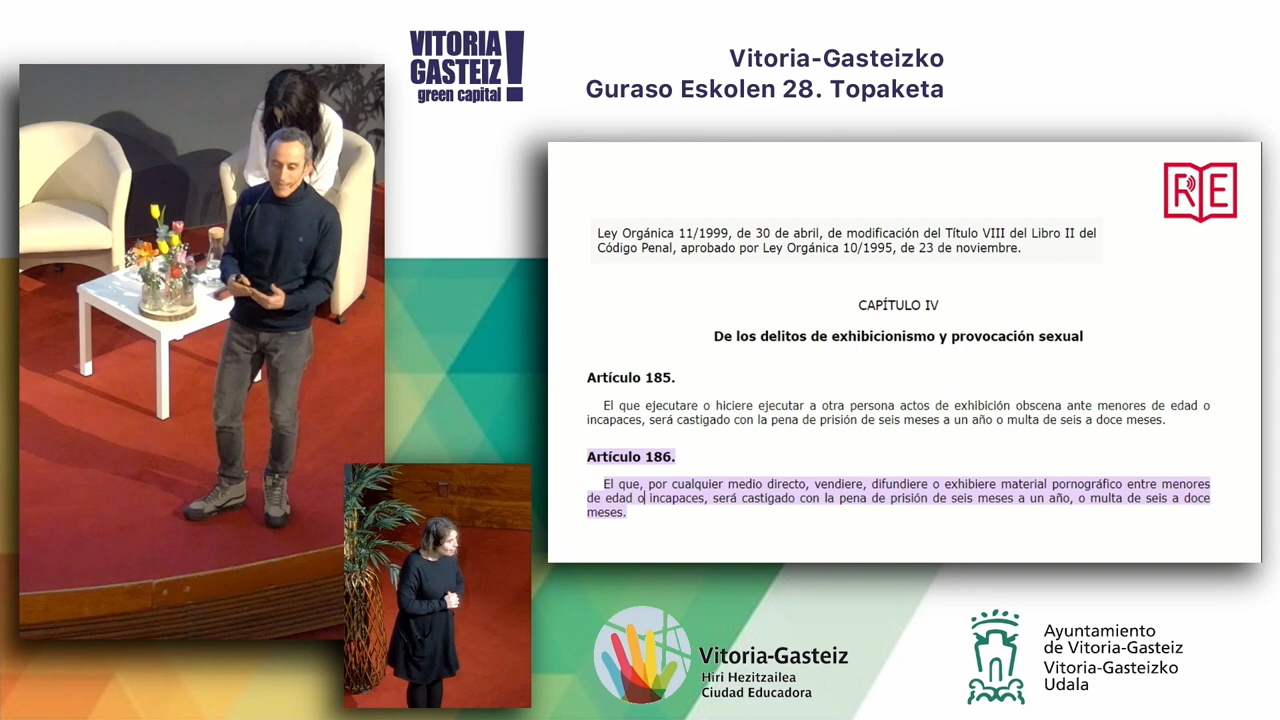 VITORIA
GASTEIZ!
green capital
Vitoria-Gasteizko
Guraso Eskolen 28. Topaketa
RE
Ley Orgánica 11/1999, de 30 de abril, de modificación del Título VIII del Libro II del
Código Penal, aprobado por Ley Orgánica 10/1995, de 23 de noviembre.
CAPÍTULO IV
De los delitos de exhibicionismo y provocación sexual
Artículo 185.
El que ejecutare o hiciere ejecutar a otra persona actos de exhibición obscena ante menores de edad o
incapaces, será castigado con la pena de prisión de seis meses a un año o multa de seis a doce meses.
Artículo 186.
El que, por cualquier medio directo, vendiere, difundiere o exhibiere material pornográfico entre menores
de edad o incapaces, será castigado con la pena de prisión de seis meses a un año, o multa de seis a doce
meses.
Vitoria-Gasteiz
Hiri Hezitzailea
Ciudad Educadora
Ayuntamiento
de Vitoria-Gasteiz
Vitoria-Gasteizko
Udala